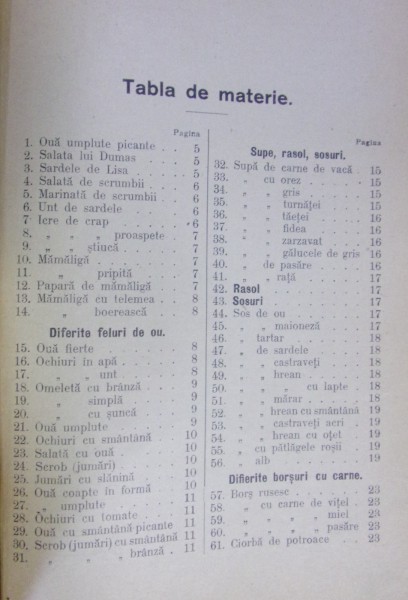 Tabla de materie.
Pagina
1. Ouă umplute picante . . 5
2. Salata lui Dumas . . . 5
3. Sardele de Lisa . . . . 5
4. Salată de scrumbii . . . 6
5. Marinată de scrumbii . . 6
6. Unt de sardele . . . . 6
7. Icre de crap . . . . . 6
8. „ „ proaspete . . 7
9. „ „ știucă . . . 7
10. Mămăligă . . . . . 7
11. „ pripită . . . 7
12. Papară de mămăligă . . 7
13. Mămăligă cu telemea . . 8
14. „ boerească . . 8
Diferite feluri de ou.
15. Ouă fierte . . . . . 8
16. Ochiuri în apă . . . . 8
17. „ „ unt . . . . 8
18. Omeletă cu brânză . . . 9
19. „ simplă . . . 9
20. „ cu șuncă . . . 9
21. Ouă umplute . . . . 9
22. Ochiuri cu smântână . . 10
23. Salată cu ouă . . . . 10
24. Scrob (jumări) . . . . 10
25. Jumări cu slănină . . . 10
26. Ouă coapte în formă . . 10
27. „ umplute . . . . 11
28. Ochiuri cu tomate . . . 11
29. Ouă cu smântână picante 11
30. Scrob (jumări) cu smântână 11
31. „ „ „ brânză . 11
Pagina
Supe, rasol, sosuri.
32. Supă de carne de vacă . 15
33. „ cu orez . . . . 15
34. „ „ gris . . . . 15
35. „ „ turnăței . . . 15
36. „ „ tăeței . . . 16
37. „ „ fidea . . . . 16
38. „ „ zarzavat . . . 16
39. „ „ gălucele de gris 16
40. „ de pasăre . . . . 16
41. „ „ rață . . . . 17
42. Rasol . . . . . . 17
43. Sosuri . . . . . . 17
44. Sos de ou . . . . . 17
45. „ „ maioneză . . . 17
46. „ tartar . . . . . 18
47. „ de sardele . . . . 18
48. „ „ castraveți . . . 18
49. „ „ hrean . . . . 18
50. „ „ „ cu lapte . 18
51. „ „ mărar . . . . 18
52. „ „ hrean cu smântână 19
53. „ „ castraveți acri . 19
54. „ „ hrean cu oțet . . 19
55. „ cu pătlăgele roșii . 19
56. „ alb . . . . . . 19
Diferite borșuri cu carne.
57. Borș rusesc . . . . . 23
58. „ cu carne de vițel . 23
59. „ „ „ „ miel . 23
60. „ „ „ „ pasăre 23
61. Ciorbă de potroace . . 23